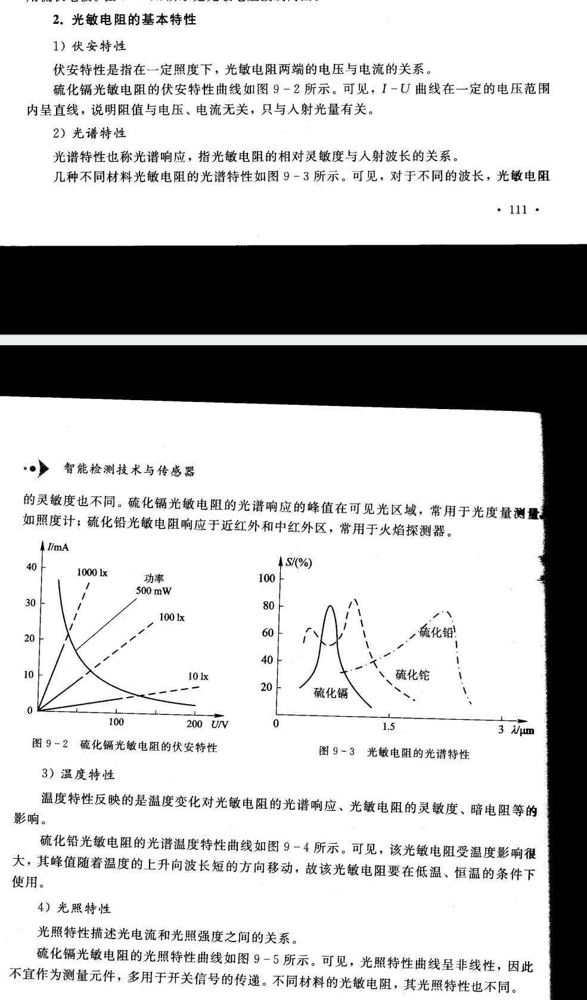 2. 光敏电阻的基本特性
1) 伏安特性
伏安特性是指在一定照度下，光敏电阻两端的电压与电流的关系。
硫化镉光敏电阻的伏安特性曲线如图 9-2 所示。可见，I-U 曲线在一定的电压范围
内呈直线，说明阻值与电压、电流无关，只与入射光量有关。
2) 光谱特性
光谱特性也称光谱响应，指光敏电阻的相对灵敏度与入射波长的关系。
几种不同材料光敏电阻的光谱特性如图 9-3 所示。可见，对于不同的波长，光敏电阻
· 111 ·
智能检测技术与传感器
的灵敏度也不同。硫化镉光敏电阻的光谱响应的峰值在可见光区域，常用于光度量测量，
如照度计；硫化铅光敏电阻响应于近红外和中红外区，常用于火焰探测器。
I/mA
40
30
20
10
0
1000 lx
功率
500 mW
100 lx
10 lx
100
200
U/V
图 9-2 硫化镉光敏电阻的伏安特性
S/(%)
100
80
60
40
20
0
硫化铅
硫化铊
硫化镉
1.5
3
λ/μm
图 9-3 光敏电阻的光谱特性
3) 温度特性
温度特性反映的是温度变化对光敏电阻的光谱响应、光敏电阻的灵敏度、暗电阻等的
影响。
硫化铅光敏电阻的光谱温度特性曲线如图 9-4 所示。可见，该光敏电阻受温度影响很
大，其峰值随着温度的上升向波长短的方向移动，故该光敏电阻要在低温、恒温的条件下
使用。
4) 光照特性
光照特性描述光电流和光照强度之间的关系。
硫化镉光敏电阻的光照特性曲线如图 9-5 所示。可见，光照特性曲线呈非线性，因此
不宜作为测量元件，多用于开关信号的传递。不同材料的光敏电阻，其光照特性也不同。